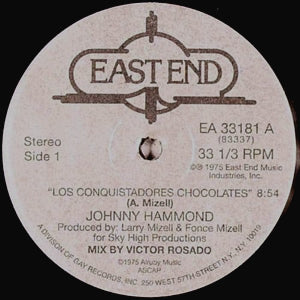 EAST END
EA 33181 A
(83337)
33 1/3 RPM
©℗ 1975 East End Music
Industries, Inc.
Stereo
Side 1
"LOS CONQUISTADORES CHOCOLATES" 8:54
(A. Mizell)
JOHNNY HAMMOND
Produced by: Larry Mizell & Fonce Mizell
for Sky High Productions
MIX BY VICTOR ROSADO
℗1975 Alruby Music
ASCAP
A DIVISION OF BAY RECORDS, INC. 250 WEST 57TH STREET, N.Y., N.Y. 10019